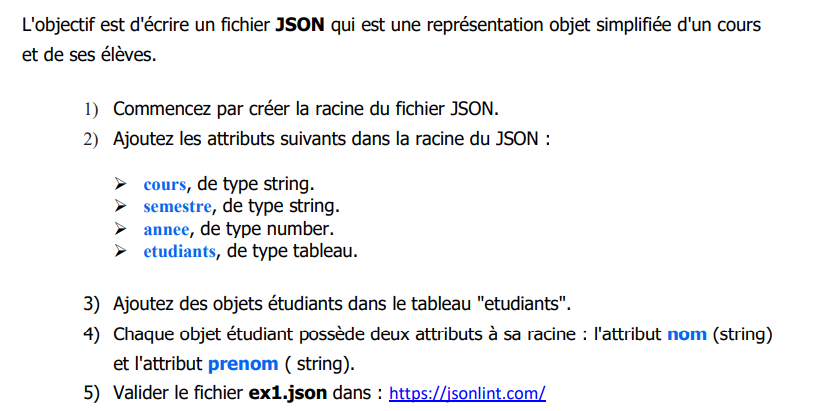 L'objectif est d'écrire un fichier JSON qui est une représentation objet simplifiée d'un cours
et de ses élèves.
1) Commencez par créer la racine du fichier JSON.
2) Ajoutez les attributs suivants dans la racine du JSON :
➢ cours, de type string.
➢ semestre, de type string.
➢ annee, de type number.
➢ etudiants, de type tableau.
3) Ajoutez des objets étudiants dans le tableau "etudiants".
4) Chaque objet étudiant possède deux attributs à sa racine : l'attribut nom (string)
et l'attribut prenom ( string).
5) Valider le fichier ex1.json dans : https://jsonlint.com/